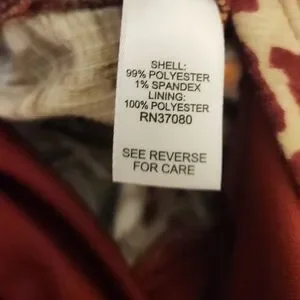 SHELL:
99% POLYESTER
1% SPANDEX
LINING:
100% POLYESTER
RN37080
SEE REVERSE
FOR CARE